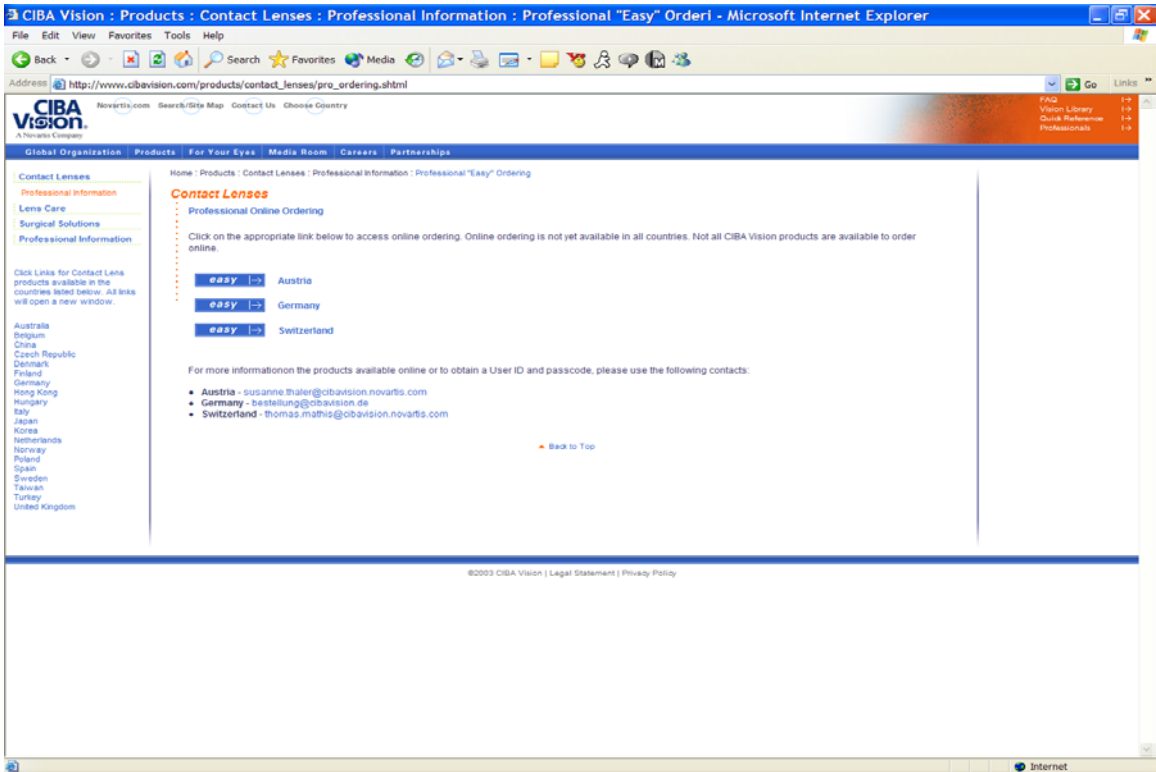 CIBA Vision : Products : Contact Lenses : Professional Information : Professional "Easy" Orderi - Microsoft Internet Explorer
File Edit View Favorites Tools Help
Back Search Favorites Media
Address http://www.cibavision.com/products/contact_lenses/pro_ordering.shtml Go Links
CIBA VISION. A Novartis Company
Novartis.com Search/Site Map Contact Us Choose Country
FAQ
Vision Library
Quick Reference
Professionals
Global Organization Products For Your Eyes Media Room Careers Partnerships
Contact Lenses
Professional Information
Lens Care
Surgical Solutions
Professional Information
Click Links for Contact Lens
products available in the
countries listed below. All links
will open a new window.
Australia
Belgium
China
Czech Republic
Denmark
Finland
Germany
Hong Kong
Hungary
Italy
Japan
Korea
Netherlands
Norway
Poland
Spain
Sweden
Taiwan
Turkey
United Kingdom
Home : Products : Contact Lenses : Professional Information : Professional "Easy" Ordering
Contact Lenses
Professional Online Ordering
Click on the appropriate link below to access online ordering. Online ordering is not yet available in all countries. Not all CIBA Vision products are available to order
online.
easy Austria
easy Germany
easy Switzerland
For more informationon the products available online or to obtain a User ID and passcode, please use the following contacts:
• Austria - susanne.thaler@cibavision.novartis.com
• Germany - bestellung@cibavision.de
• Switzerland - thomas.mathis@cibavision.novartis.com
Back to Top
©2003 CIBA Vision | Legal Statement | Privacy Policy
Internet